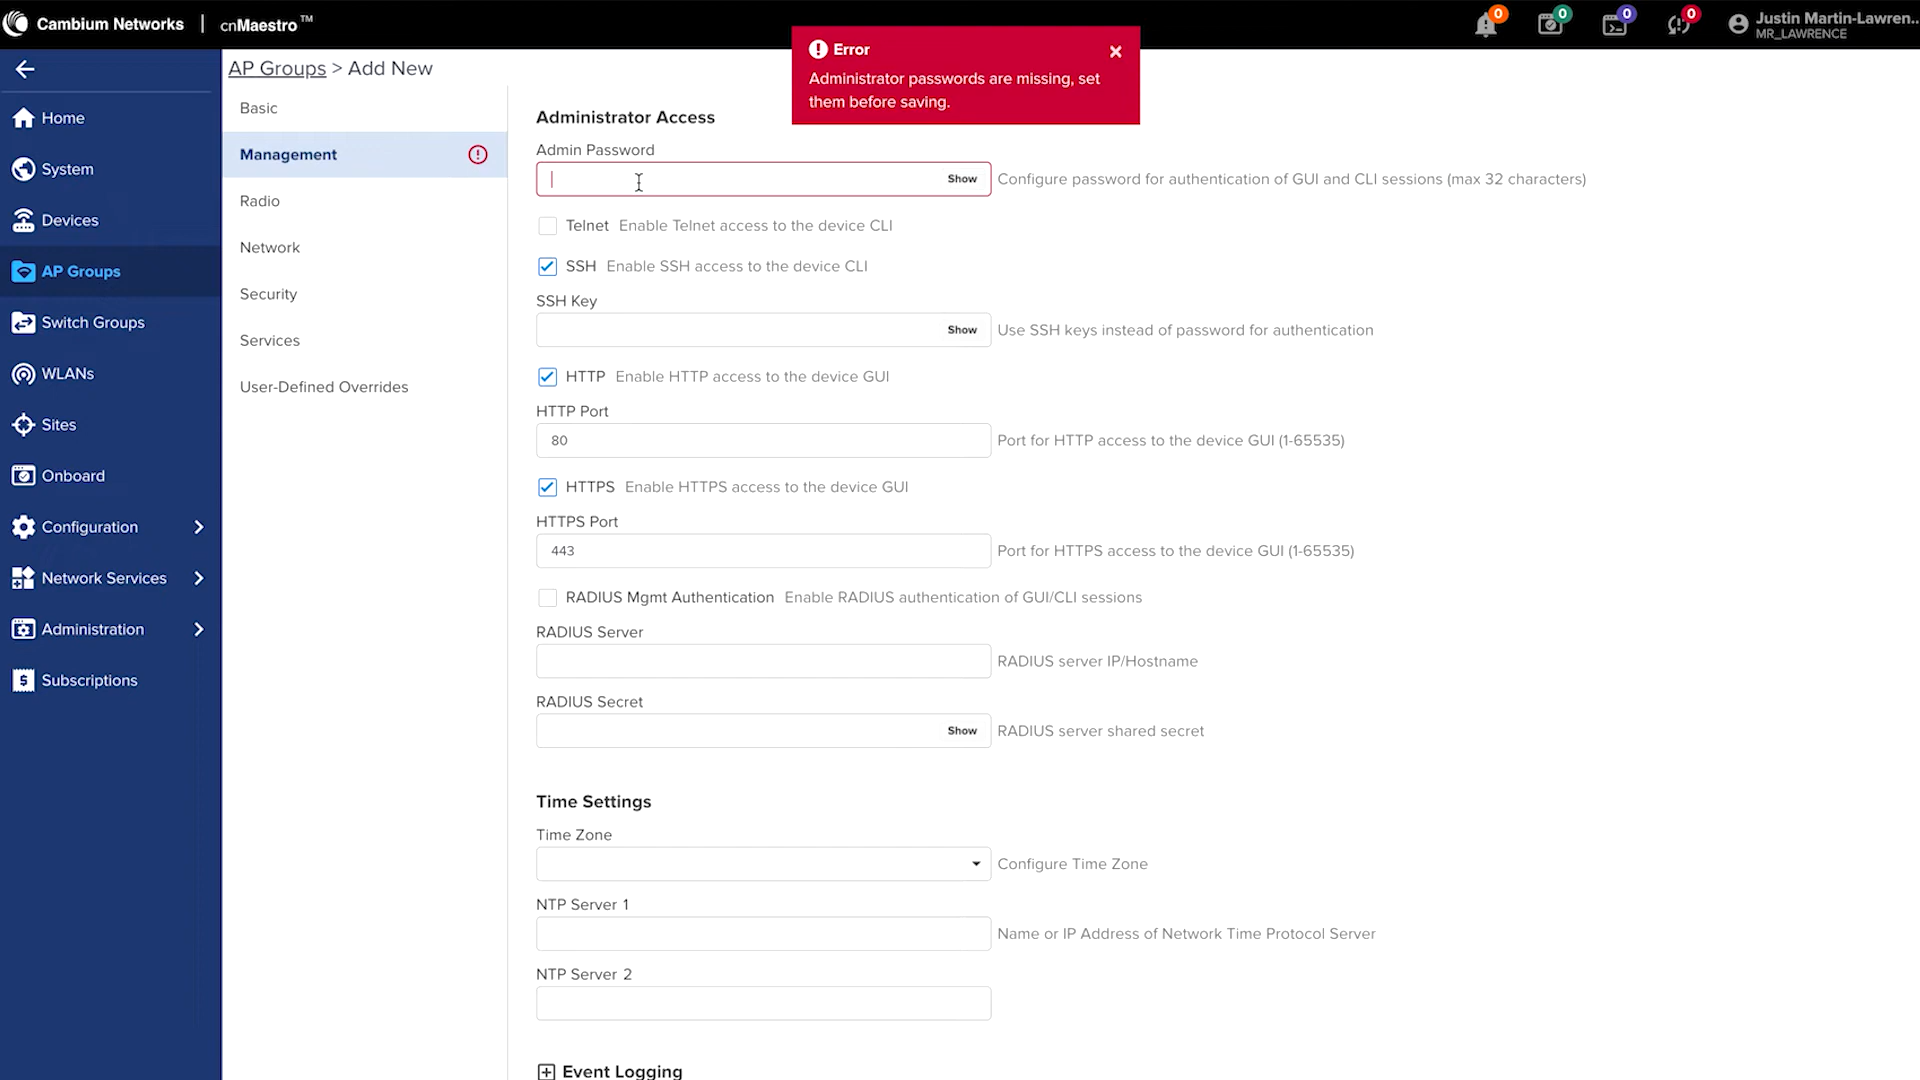 Cambium Networks | cnMaestro™
0
0
0
0
Justin Martin-Lawren...
MR_LAWRENCE
Error
Administrator passwords are missing, set
them before saving.
Home
System
Devices
AP Groups
Switch Groups
WLANs
Sites
Onboard
Configuration
Network Services
Administration
Subscriptions
AP Groups > Add New
Basic
Management
Radio
Network
Security
Services
User-Defined Overrides
Administrator Access
Admin Password
Show Configure password for authentication of GUI and CLI sessions (max 32 characters)
Telnet Enable Telnet access to the device CLI
SSH Enable SSH access to the device CLI
SSH Key
Show Use SSH keys instead of password for authentication
HTTP Enable HTTP access to the device GUI
HTTP Port
80 Port for HTTP access to the device GUI (1-65535)
HTTPS Enable HTTPS access to the device GUI
HTTPS Port
443 Port for HTTPS access to the device GUI (1-65535)
RADIUS Mgmt Authentication Enable RADIUS authentication of GUI/CLI sessions
RADIUS Server
RADIUS server IP/Hostname
RADIUS Secret
Show RADIUS server shared secret
Time Settings
Time Zone
Configure Time Zone
NTP Server 1
Name or IP Address of Network Time Protocol Server
NTP Server 2
Event Logging